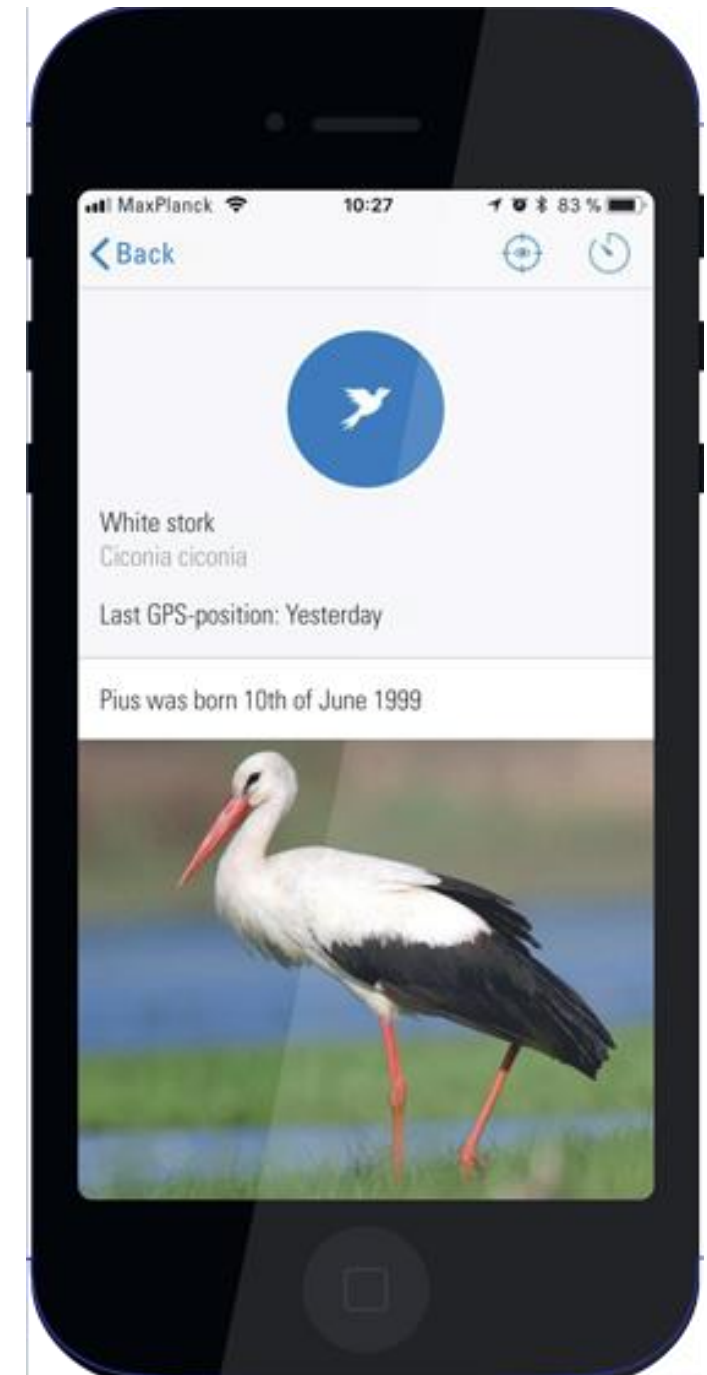 MaxPlanck 10:27 83 %
Back
White stork
Ciconia ciconia
Last GPS-position: Yesterday
Pius was born 10th of June 1999